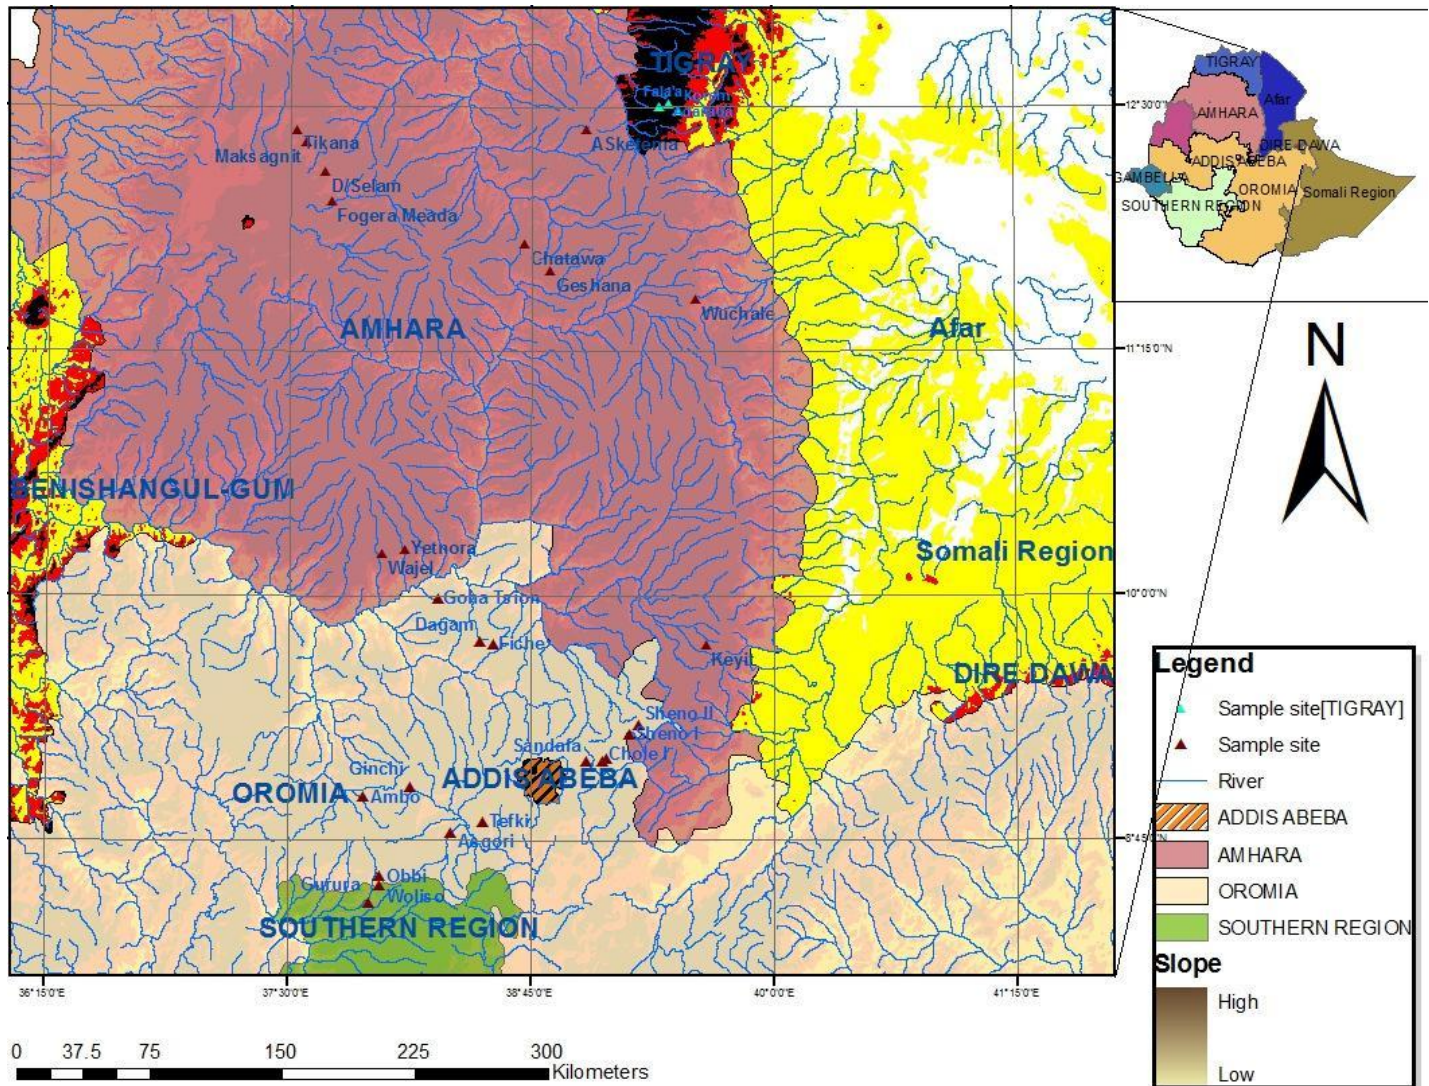 TIGRAY
Fala'a
Korem
Tikana
Maksagnit
ASkelema
D/Selam
Fogera Meada
Chatawa
Geshana
Wuchale
AMHARA
Afar
BENISHANGUL-GUM
Yetnora
Wajel
Somali Region
Goha Tsion
Dagam
Fiche
Keyit
DIRE DAWA
Sheno II
Sheno I
Sandafa
Chole I
Ginchi
ADDIS ABEBA
OROMIA
Ambo
Tefki
Asgori
Obbi
Gurura
Woliso
SOUTHERN REGION
12°30'0"N
11°15'0"N
10°0'0"N
8°45'0"N
36°15'0"E
37°30'0"E
38°45'0"E
40°0'0"E
41°15'0"E
0 37.5 75 150 225 300
Kilometers
TIGRAY
Afar
AMHARA
DIRE DAWA
ADDIS ABEBA
GAMBELLA
OROMIA
Somali Region
SOUTHERN REGION
N
Legend
Sample site[TIGRAY]
Sample site
River
ADDIS ABEBA
AMHARA
OROMIA
SOUTHERN REGION
Slope
High
Low